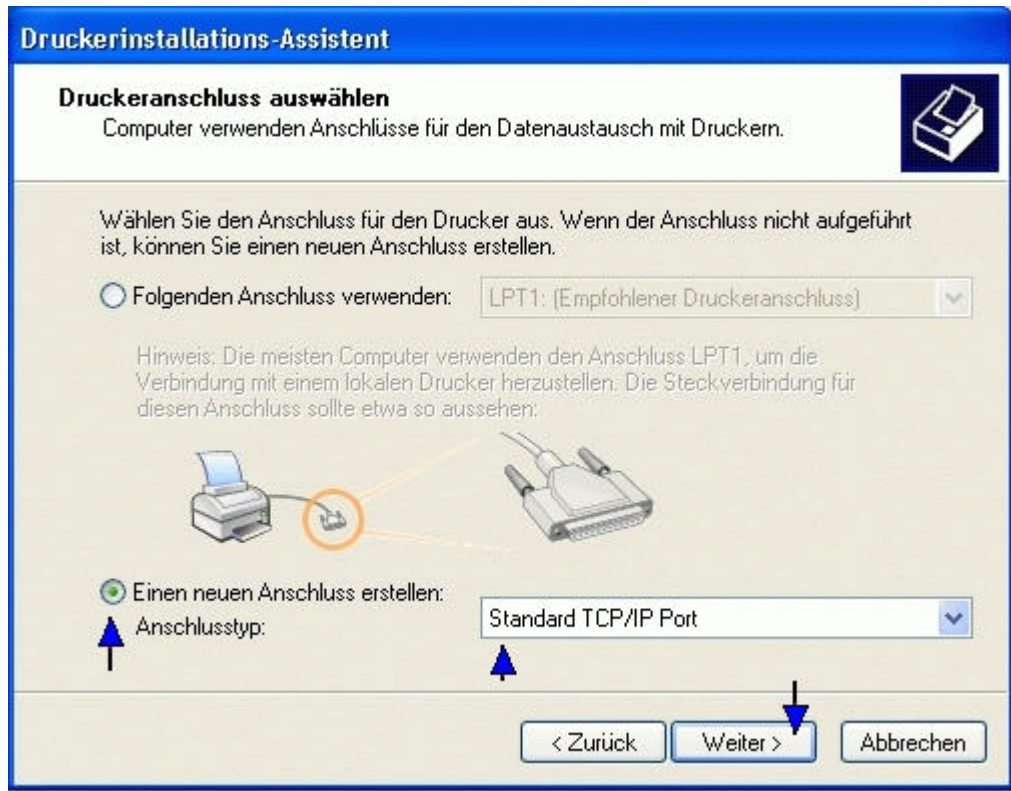 Druckerinstallations-Assistent
Druckeranschluss auswählen
Computer verwenden Anschlüsse für den Datenaustausch mit Druckern.
Wählen Sie den Anschluss für den Drucker aus. Wenn der Anschluss nicht aufgeführt
ist, können Sie einen neuen Anschluss erstellen.
Folgenden Anschluss verwenden: LPT1: (Empfohlener Druckeranschluss)
Hinweis: Die meisten Computer verwenden den Anschluss LPT1, um die
Verbindung mit einem lokalen Drucker herzustellen. Die Steckverbindung für
diesen Anschluss sollte etwa so aussehen:
Einen neuen Anschluss erstellen:
Anschlusstyp: Standard TCP/IP Port
< Zurück Weiter > Abbrechen